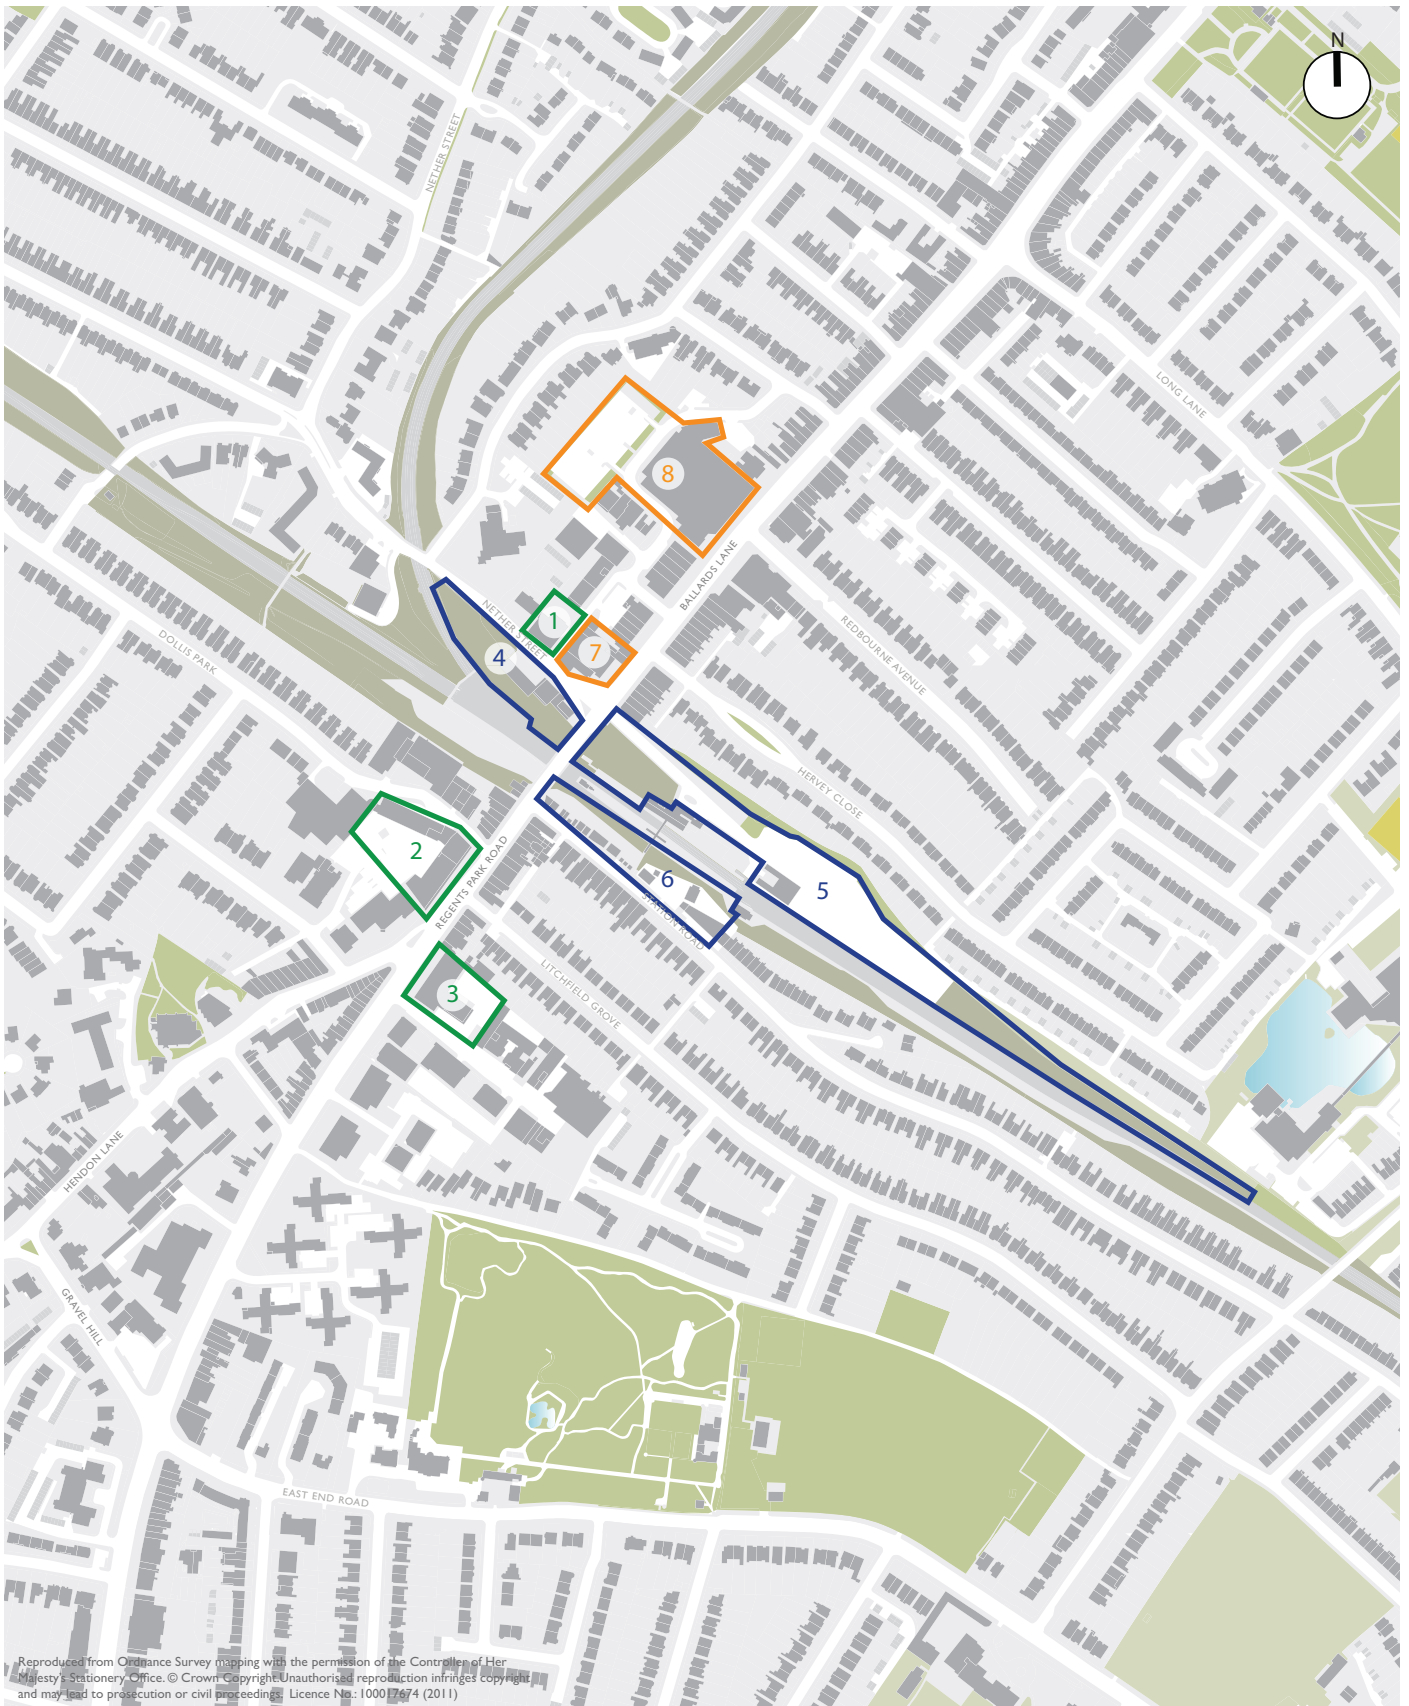 N
NETHER STREET
LONG LANE
8
BALLARDS LANE
NETHER STREET
1
7
4
REDBOURNE AVENUE
DOLLIS PARK
HERVEY CLOSE
2
REGENTS PARK ROAD
6
5
STATION ROAD
3
LITCHFIELD GROVE
HENDON LANE
GRAVEL HILL
EAST END ROAD
Reproduced from Ordnance Survey mapping with the permission of the Controller of Her
Majesty's Stationery Office. © Crown Copyright.Unauthorised reproduction infringes copyright
and may lead to prosecution or civil proceedings. Licence No.: 100017674 (2011)